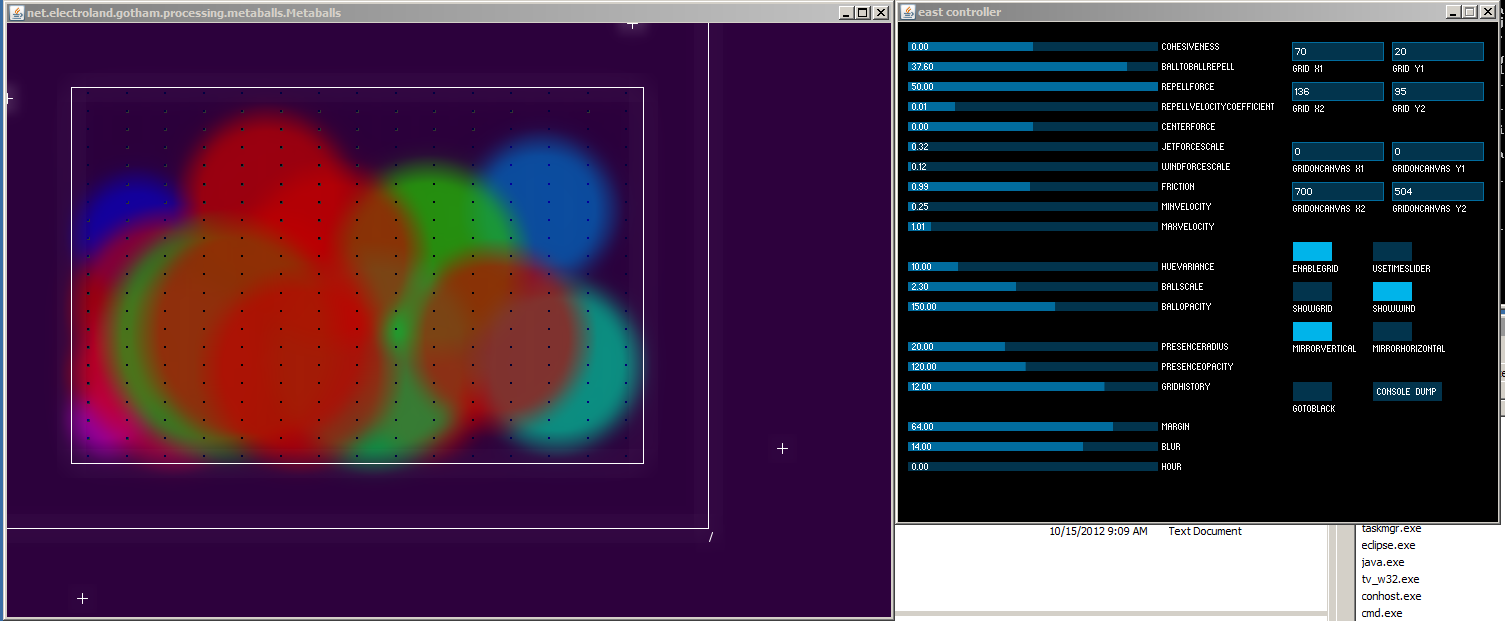 net.electroland.gotham.processing.metaballs.Metaballs
east controller
0.00 COHESIVENESS
37.60 BALLTOBALLREPELL
50.00 REPELLFORCE
0.01 REPELLVELOCITYCOEFFICIENT
0.00 CENTERFORCE
0.32 JETFORCESCALE
0.12 WINDFORCESCALE
0.99 FRICTION
0.25 MINVELOCITY
1.01 MAXVELOCITY
10.00 HUEVARIANCE
2.30 BALLSCALE
150.00 BALLOPACITY
20.00 PRESENCERADIUS
120.00 PRESENCEOPACITY
12.00 GRIDHISTORY
64.00 MARGIN
14.00 BLUR
0.00 HOUR
70 20
GRID X1 GRID Y1
136 95
GRID X2 GRID Y2
0 0
GRIDONCANVAS X1 GRIDONCANVAS Y1
700 504
GRIDONCANVAS X2 GRIDONCANVAS Y2
ENABLEGRID USETIMESLIDER
SHOWGRID SHOWWIND
MIRRORVERTICAL MIRRORHORIZONTAL
CONSOLE DUMP
GOTOBLACK
10/15/2012 9:09 AM Text Document
taskmgr.exe
eclipse.exe
java.exe
tv_w32.exe
conhost.exe
cmd.exe